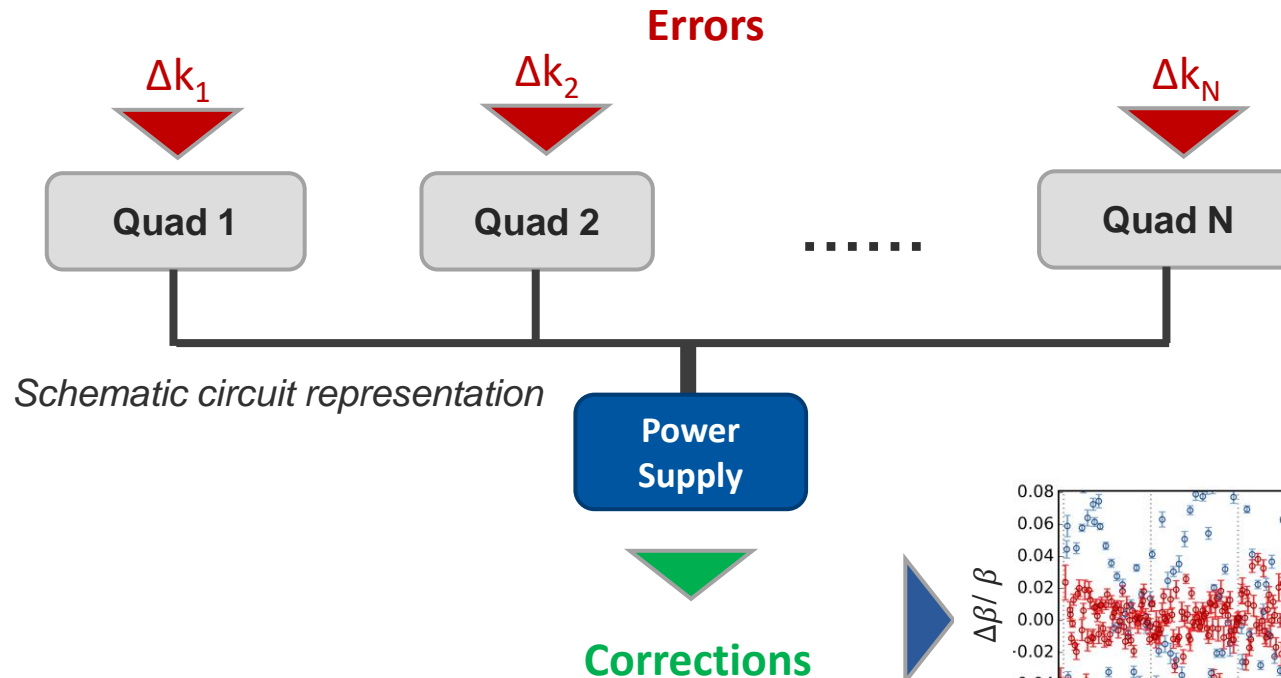 Errors
Δk₁
Δk₂
Δk_N
Quad 1
Quad 2
......
Quad N
Schematic circuit representation
Power
Supply
Corrections
0.08
0.06
0.04
0.02
0.00
-0.02
Δβ/ β